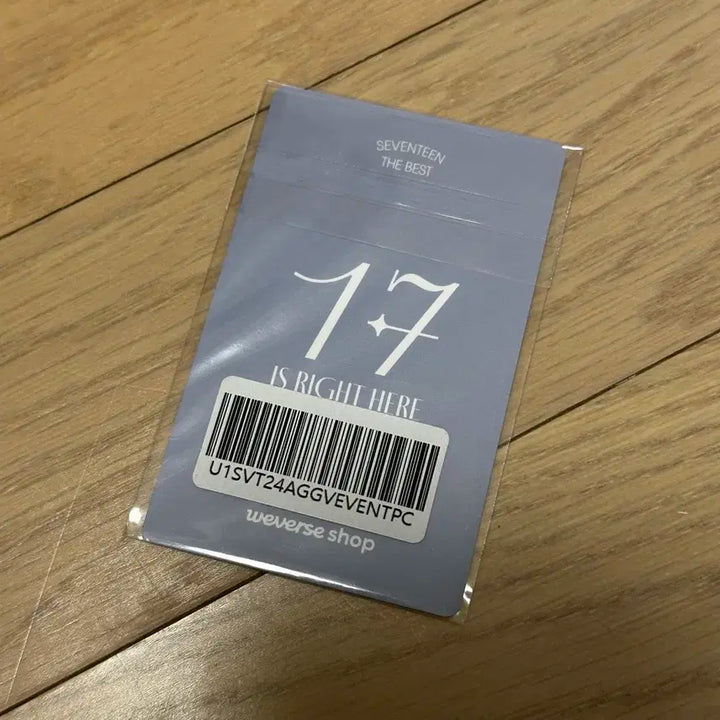 SEVENTEEN
THE BEST
17
IS RIGHT HERE
U1SVT24AGGVEVENTPC
weverse shop